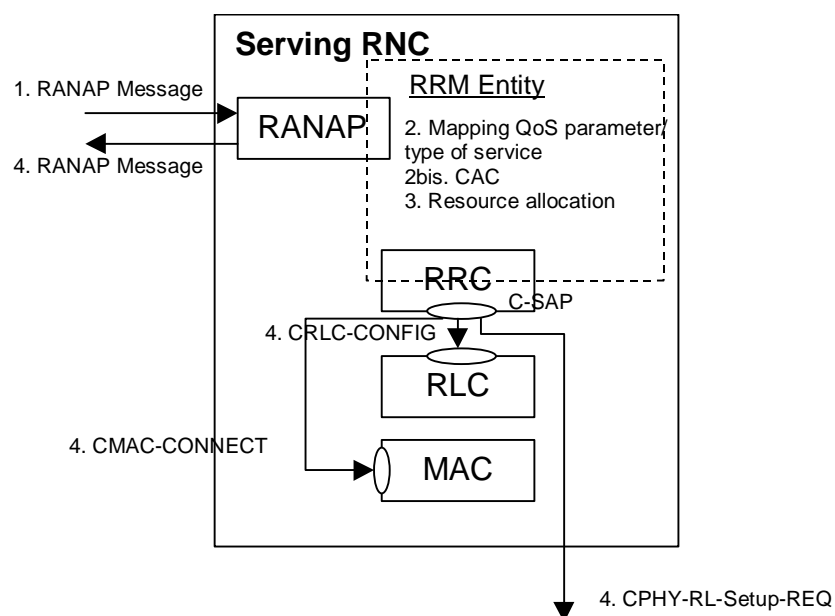 Serving RNC
1. RANAP Message
RANAP
4. RANAP Message
RRM Entity
2. Mapping QoS parameter/
type of service
2bis. CAC
3. Resource allocation
RRC
C-SAP
4. CRLC-CONFIG
RLC
4. CMAC-CONNECT
MAC
4. CPHY-RL-Setup-REQ